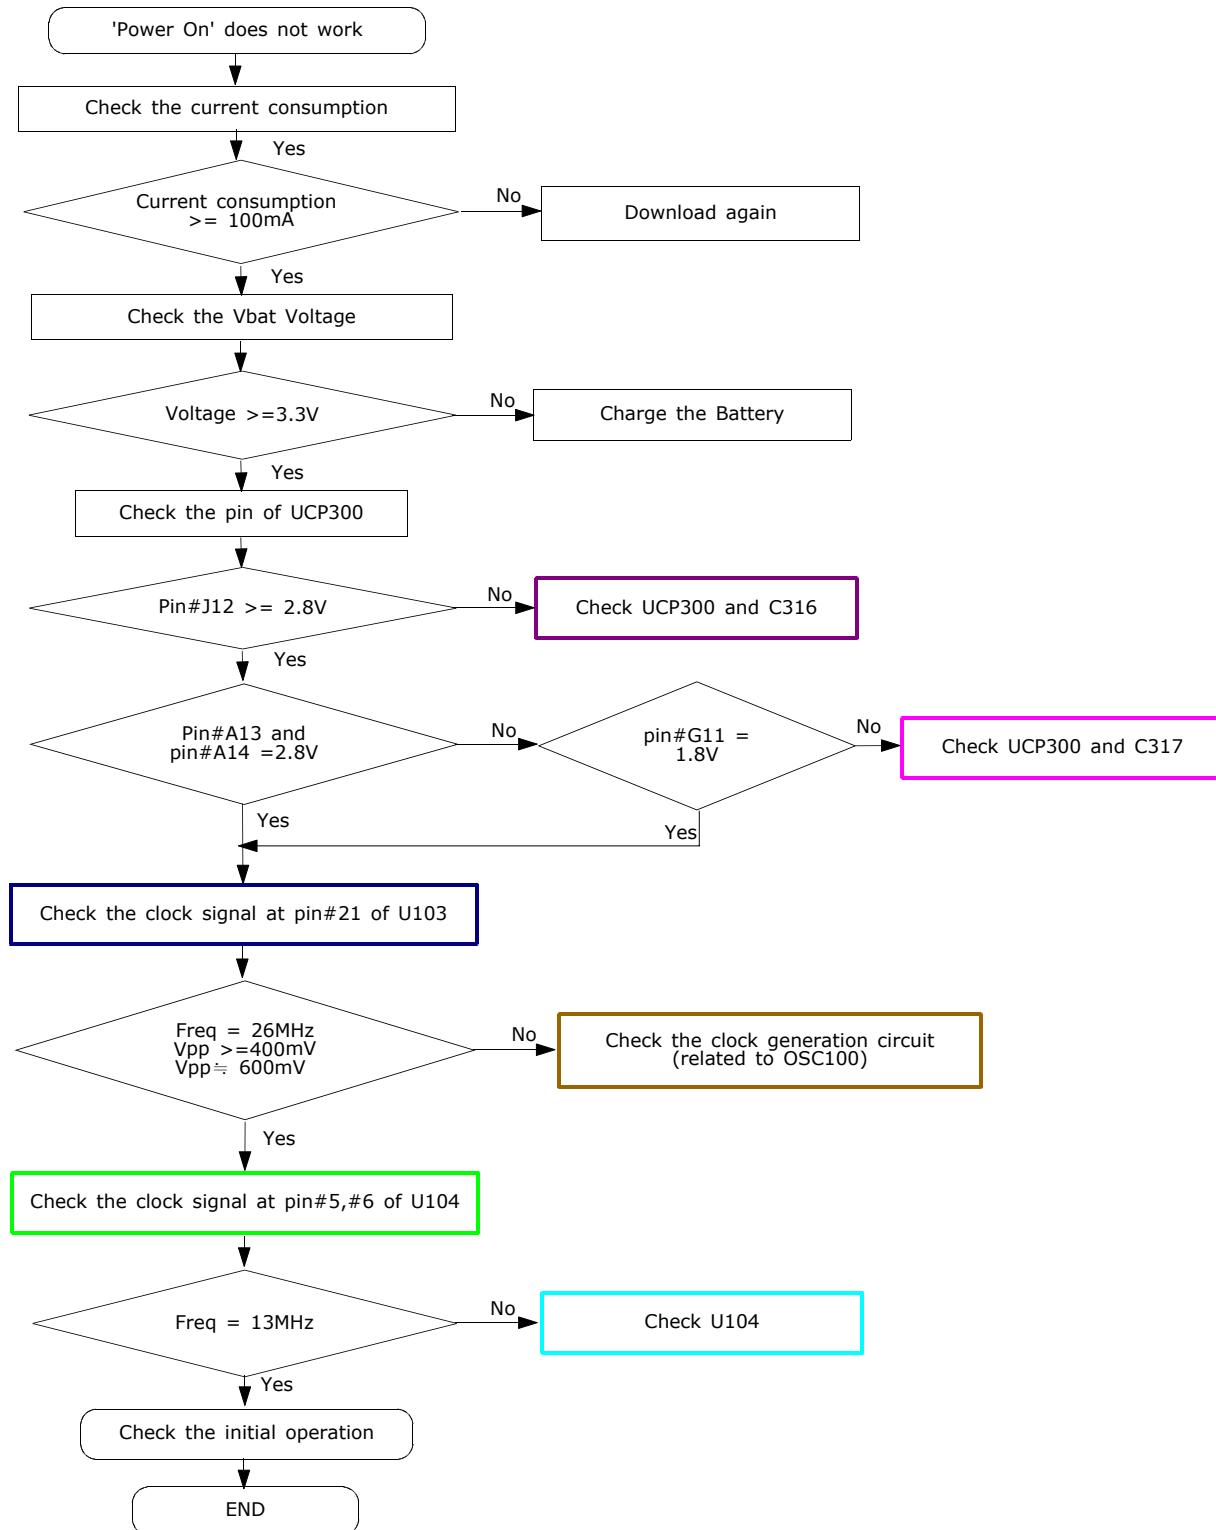 'Power On' does not work
Check the current consumption
Yes
Current consumption
>= 100mA
No
Download again
Yes
Check the Vbat Voltage
Voltage >=3.3V
No
Charge the Battery
Yes
Check the pin of UCP300
Pin#J12 >= 2.8V
No
Check UCP300 and C316
Yes
Pin#A13 and
pin#A14 =2.8V
No
pin#G11 =
1.8V
No
Check UCP300 and C317
Yes
Yes
Check the clock signal at pin#21 of U103
Freq = 26MHz
Vpp >=400mV
Vpp≒ 600mV
No
Check the clock generation circuit
(related to OSC100)
Yes
Check the clock signal at pin#5,#6 of U104
Freq = 13MHz
No
Check U104
Yes
Check the initial operation
END